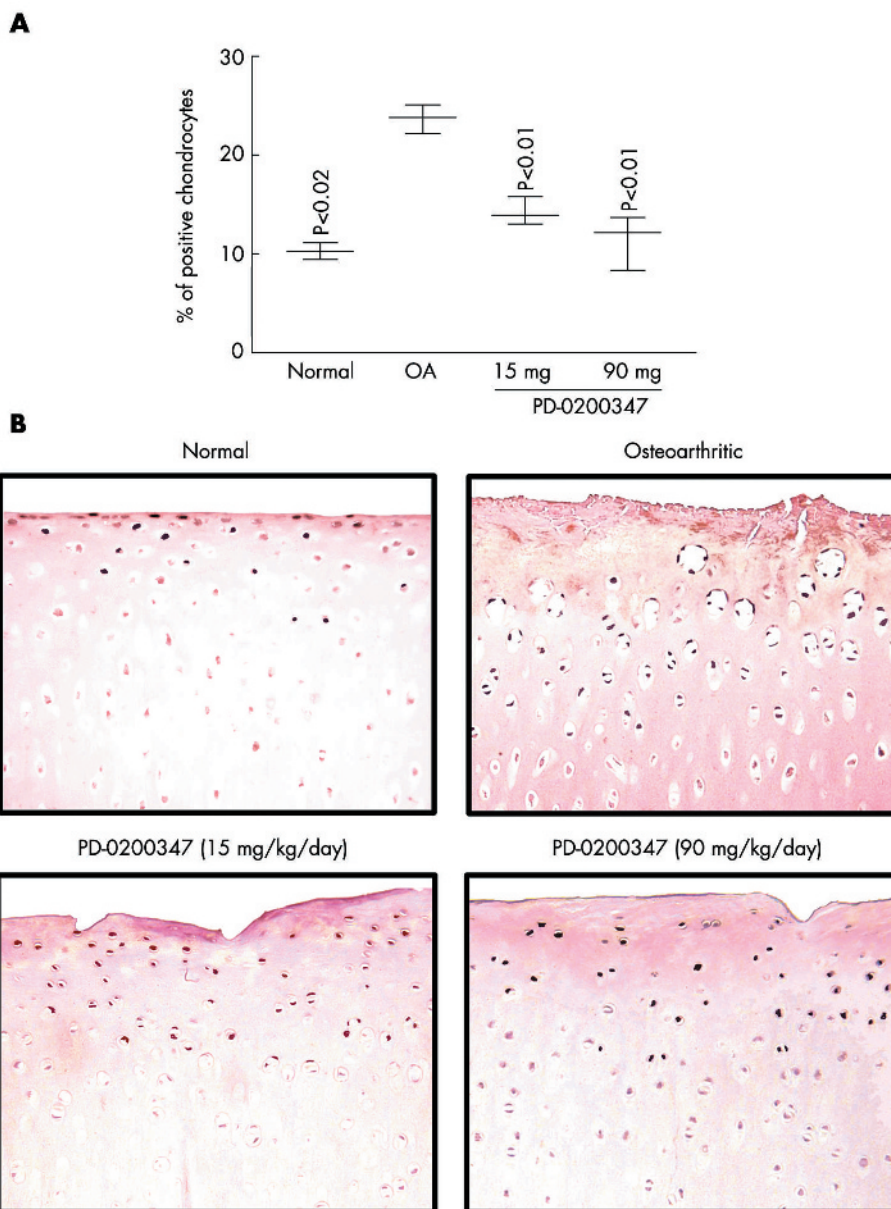 A
30
20
10
0
% of positive chondrocytes
P<0.02
P<0.01
P<0.01
Normal OA 15 mg 90 mg
PD-0200347
B
Normal Osteoarthritic
PD-0200347 (15 mg/kg/day) PD-0200347 (90 mg/kg/day)